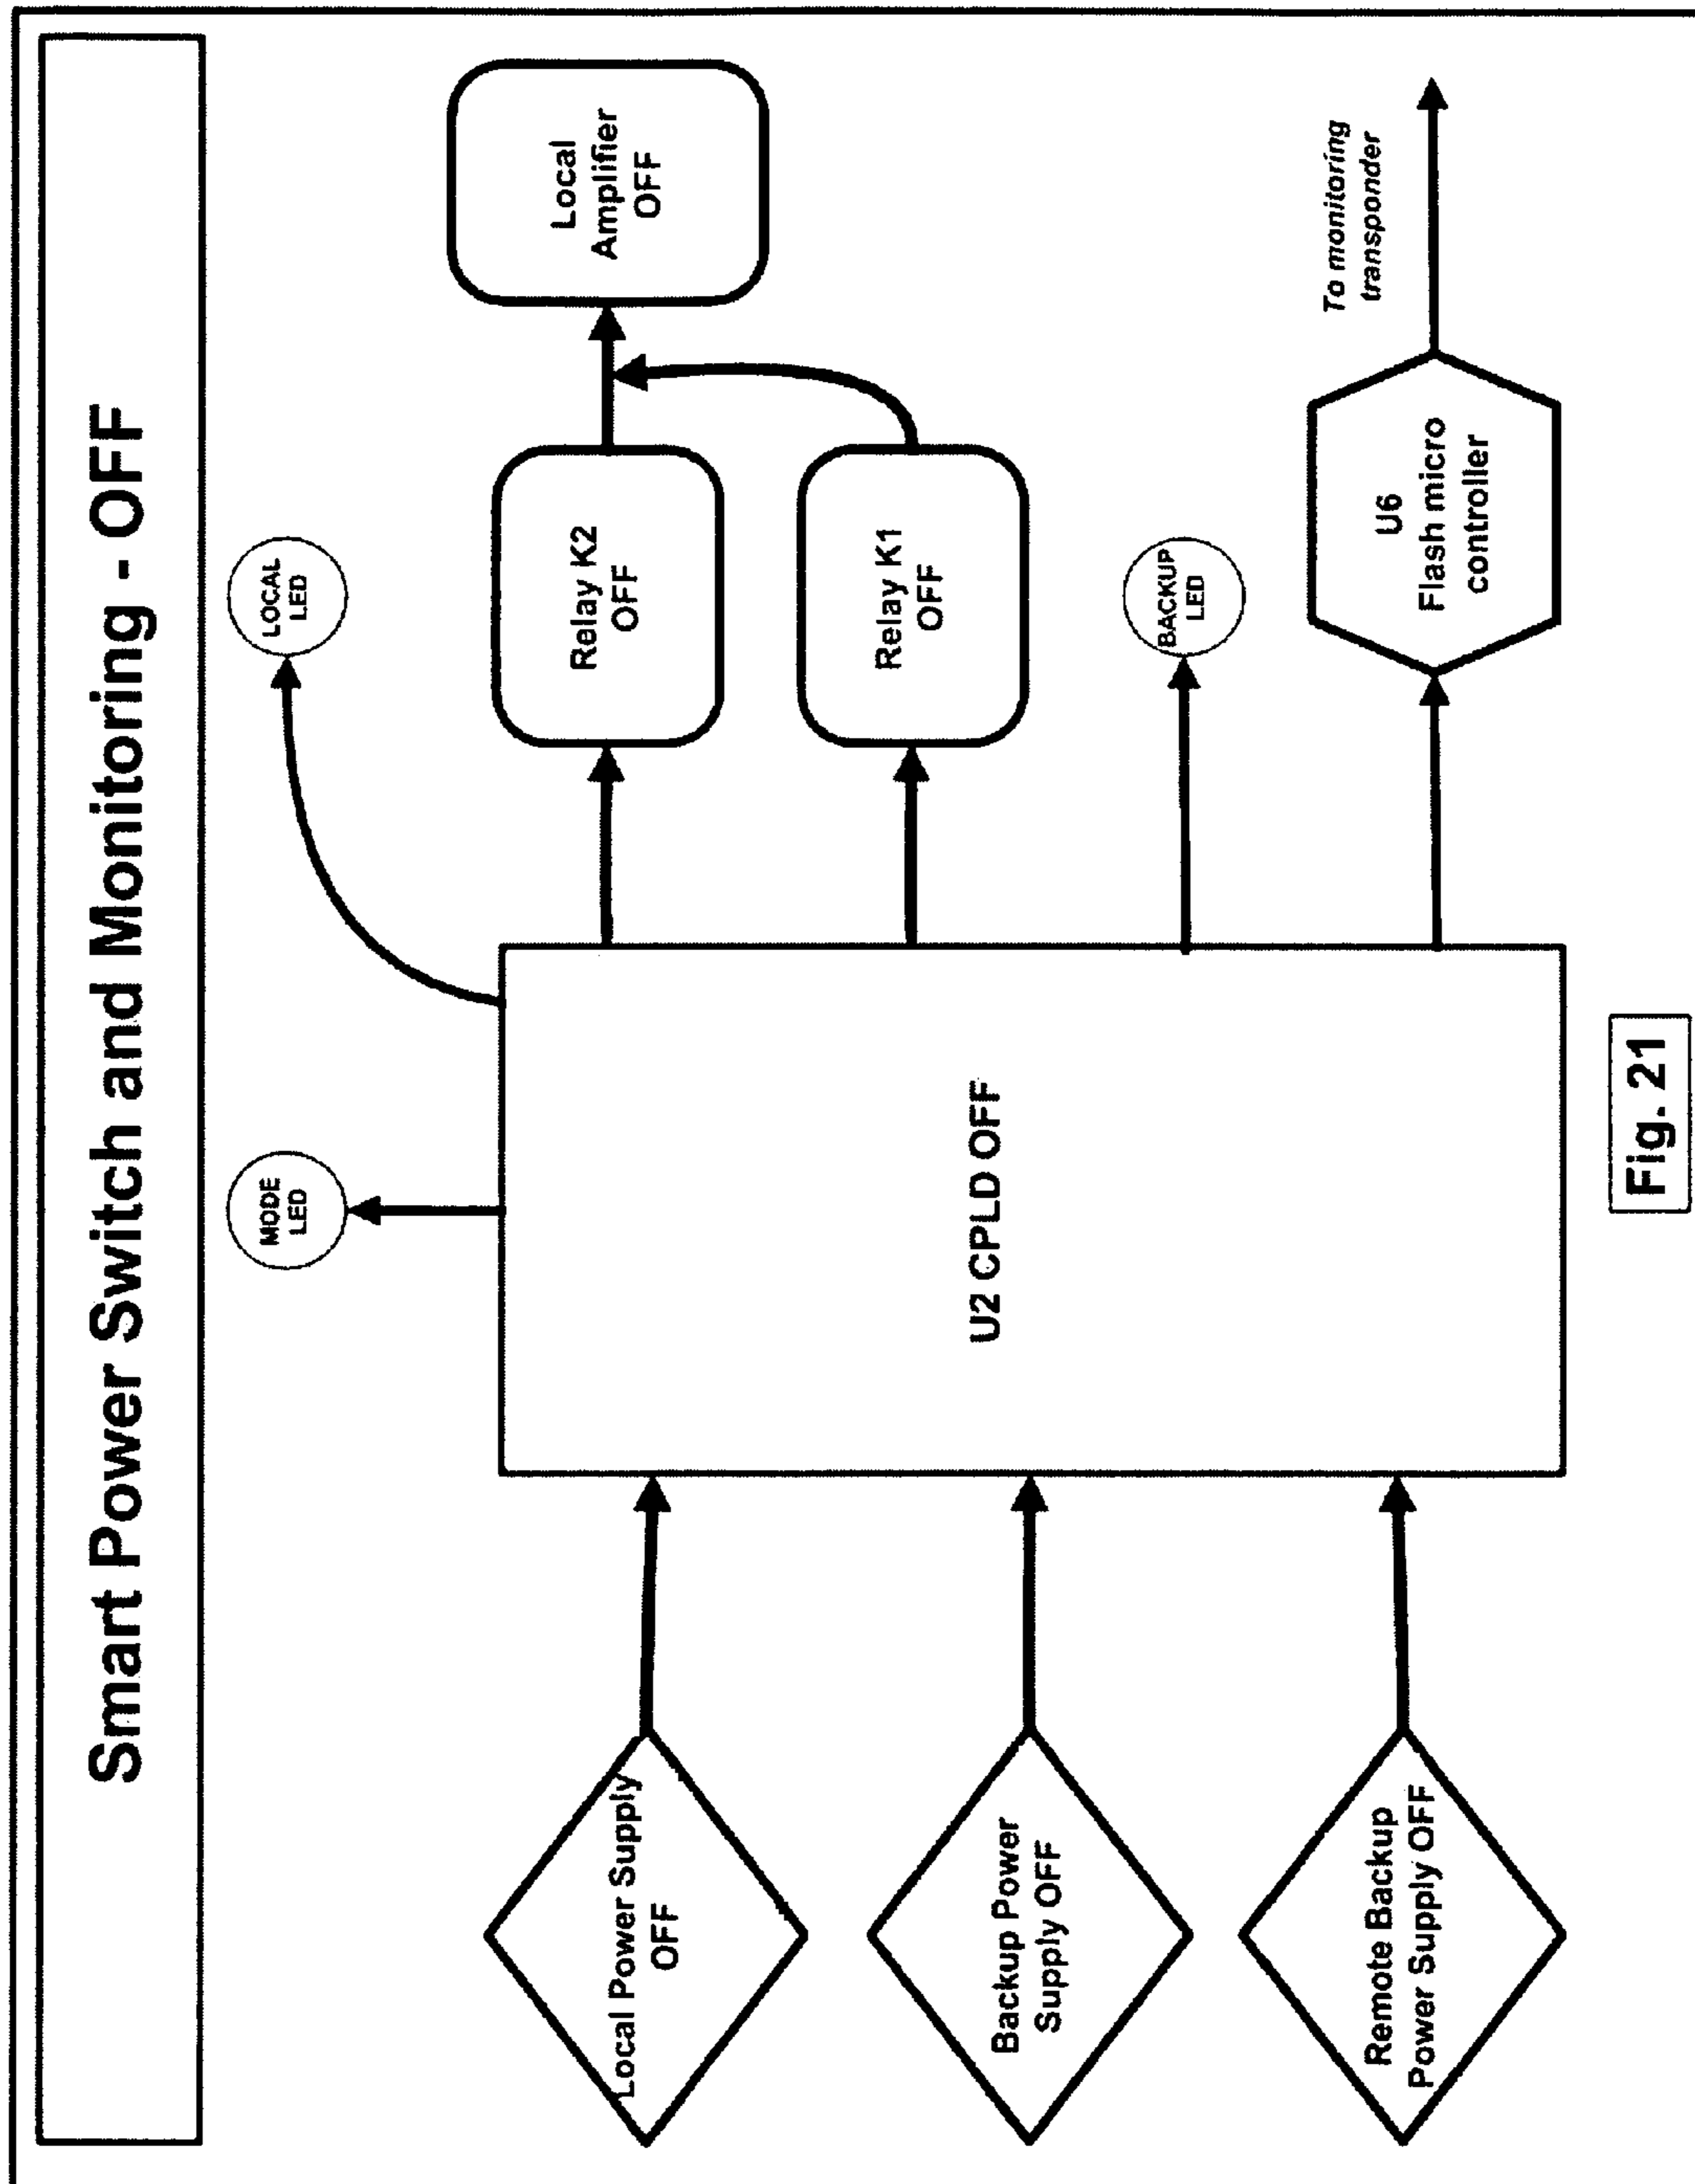 Smart Power Switch and Monitoring - OFF
MODE
LED
LOCAL
LED
Local Power Supply
OFF
Backup Power
Supply OFF
Remote Backup
Power Supply OFF
U2 CPLD OFF
Relay K2
OFF
Relay K1
OFF
Local
Amplifier
OFF
BACKUP
LED
U6
Flash micro
controller
To monitoring
transponder
Fig. 21